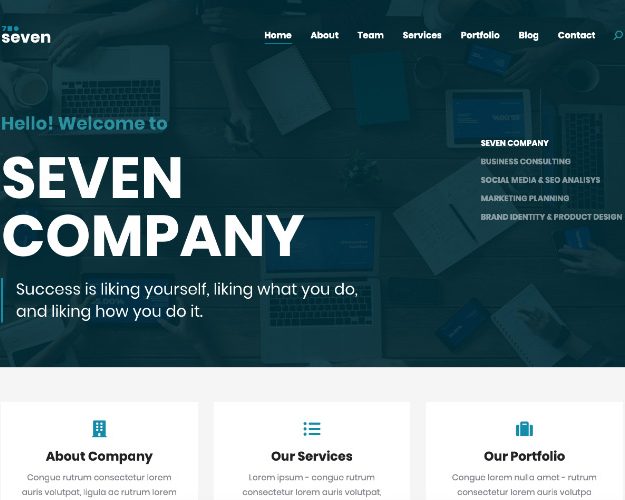 seven
Home About Team Services Portfolio Blog Contact
Hello! Welcome to
SEVEN
COMPANY
Success is liking yourself, liking what you do,
and liking how you do it.
SEVEN COMPANY
BUSINESS CONSULTING
SOCIAL MEDIA & SEO ANALISYS
MARKETING PLANNING
BRAND IDENTITY & PRODUCT DESIGN
About Company
Congue rutrum consectetur lorem
auris volutpat, ligula ac rutrum lorem
Our Services
Lorem ipsum - congue rutrum
consectetur lorem auris volutpat,
Our Portfolio
Congue lorem nulla amet - rutrum
consectetur lorem auris volutpa